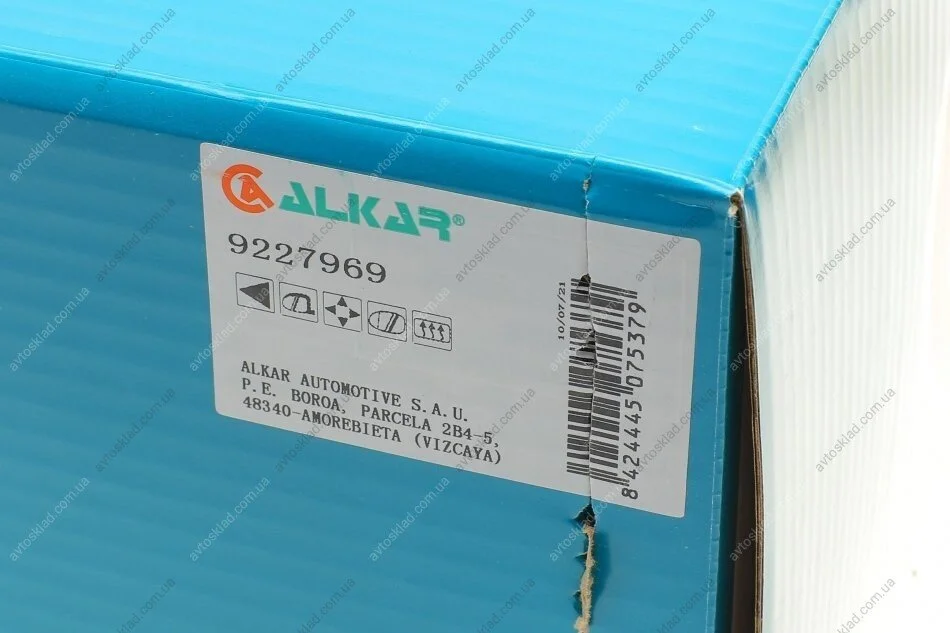 ALKAR®
9227969
10/07/21
8 424445 075379
ALKAR AUTOMOTIVE S.A.U.
P.E. BOROA, PARCELA 2B4-5,
48340-AMOREBIETA (VIZCAYA)
avtosklad.com.ua